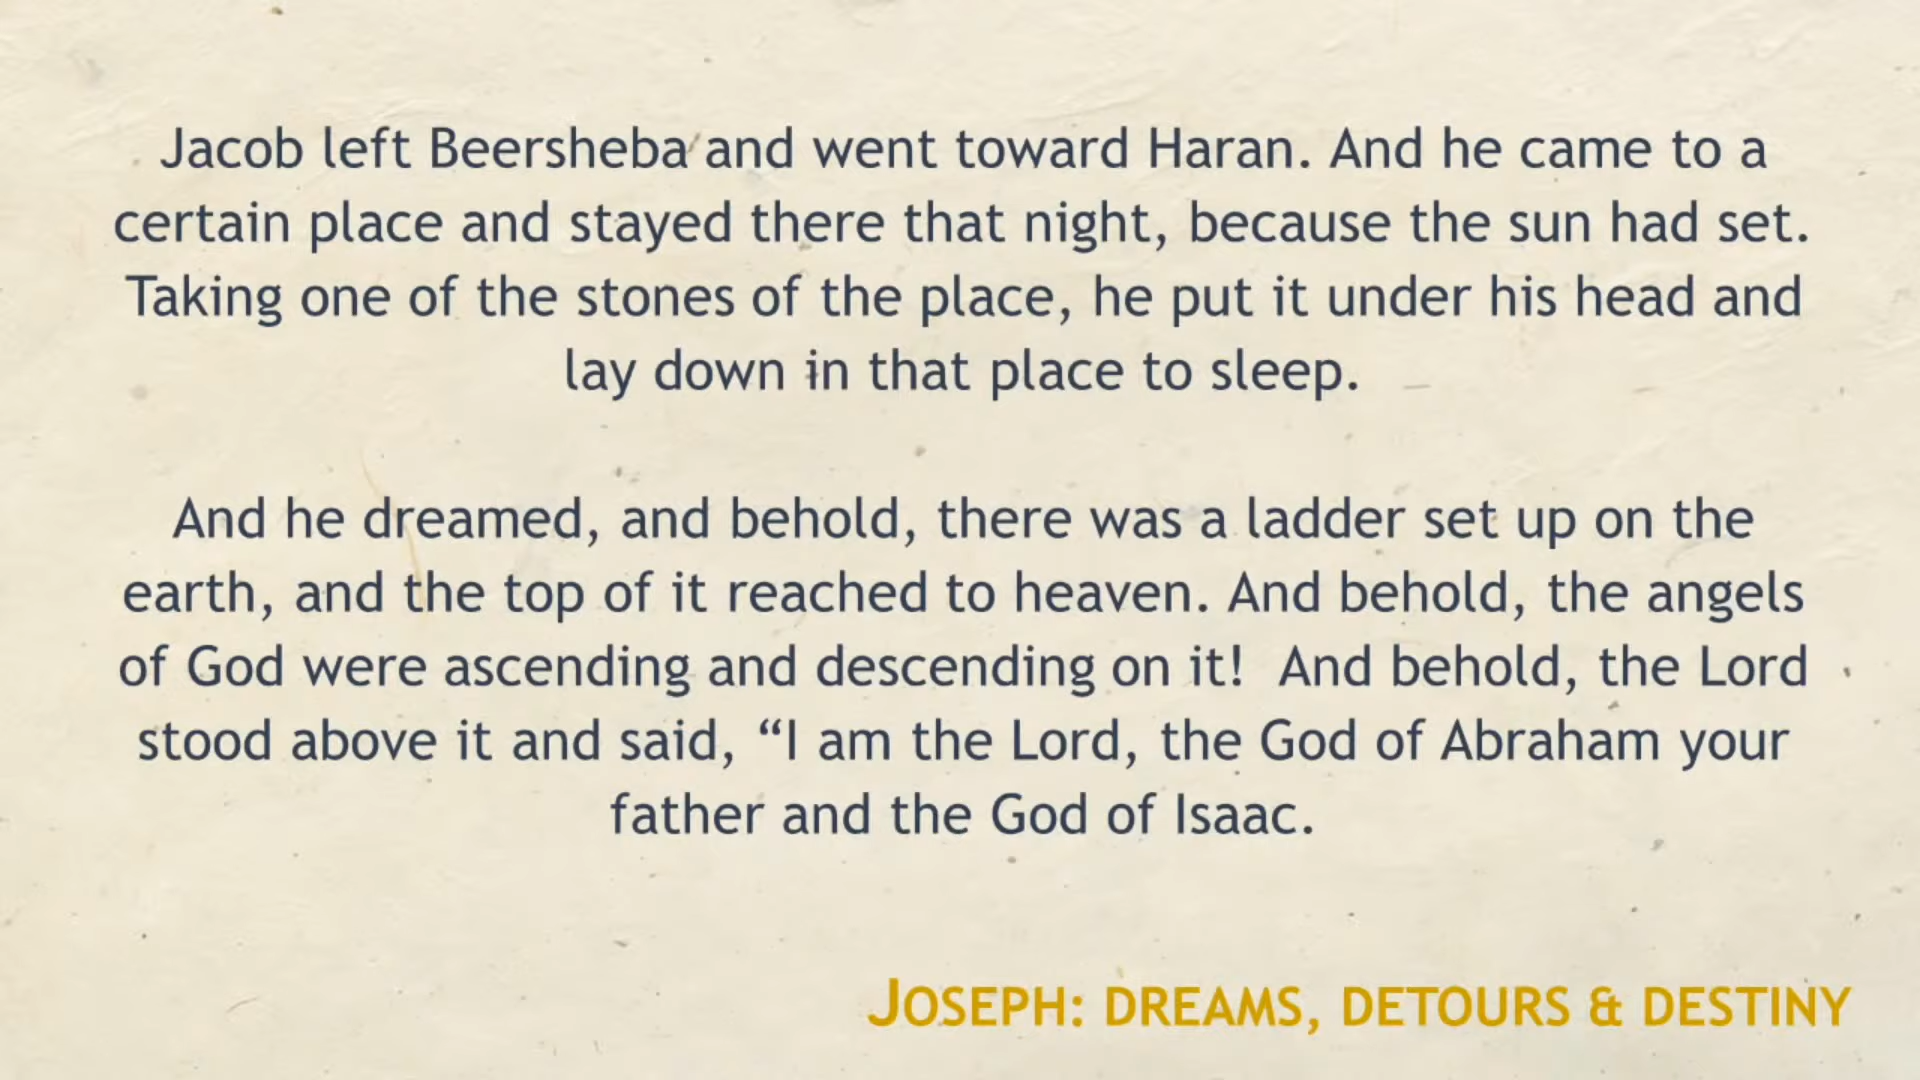 Jacob left Beersheba and went toward Haran. And he came to a
certain place and stayed there that night, because the sun had set.
Taking one of the stones of the place, he put it under his head and
lay down in that place to sleep.
And he dreamed, and behold, there was a ladder set up on the
earth, and the top of it reached to heaven. And behold, the angels
of God were ascending and descending on it!  And behold, the Lord
stood above it and said, “I am the Lord, the God of Abraham your
father and the God of Isaac.
JOSEPH: DREAMS, DETOURS & DESTINY